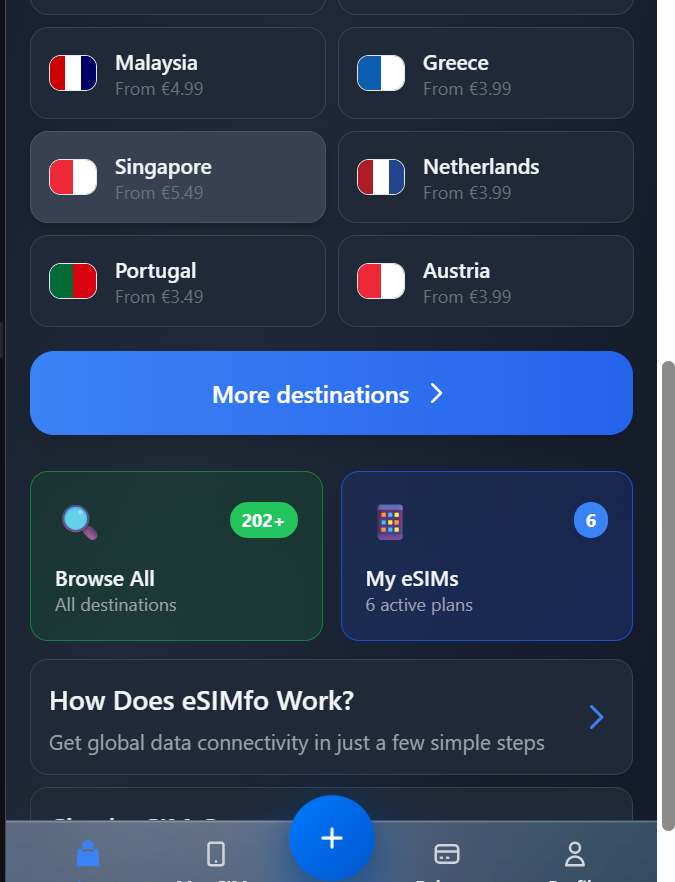 Malaysia
From €4.99
Greece
From €3.99
Singapore
From €5.49
Netherlands
From €3.99
Portugal
From €3.49
Austria
From €3.99
More destinations
202+
Browse All
All destinations
6
My eSIMs
6 active plans
How Does eSIMfo Work?
Get global data connectivity in just a few simple steps